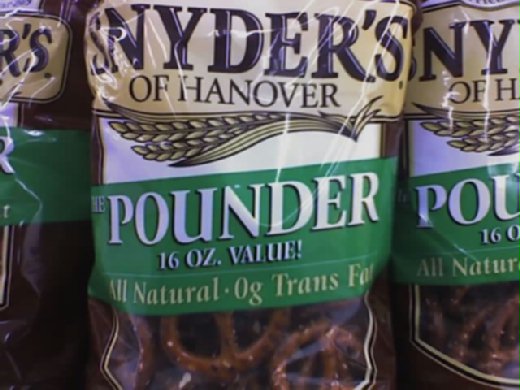 SNYDER'S
OF HANOVER
THE POUNDER
16 OZ. VALUE!
All Natural · 0g Trans Fat